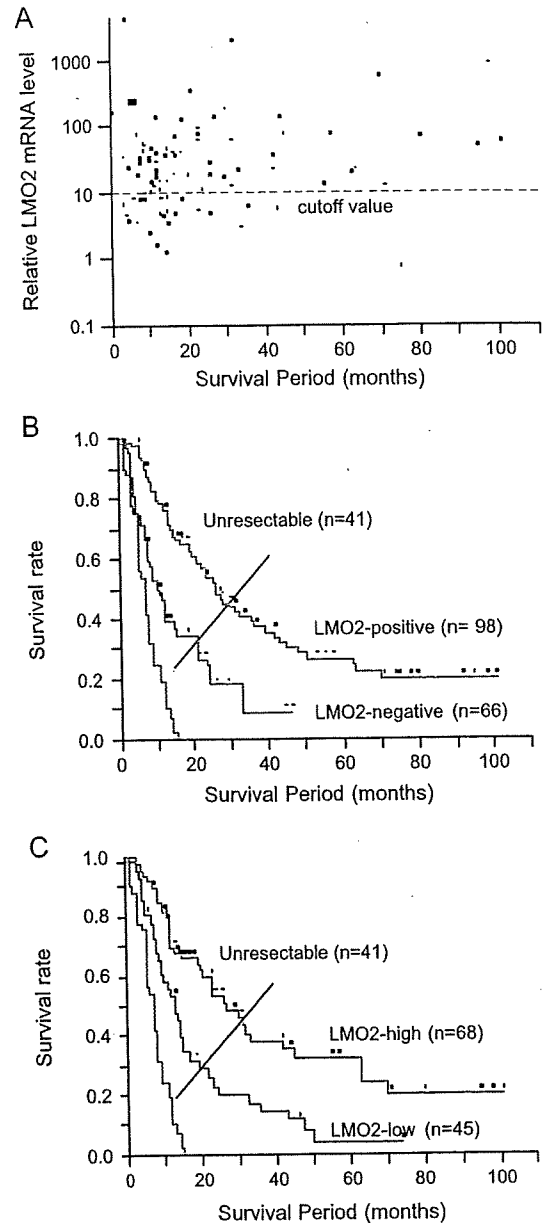 A
Relative LMO2 mRNA level
1000
100
10
1
0.1
cutoff value
0 20 40 60 80 100
Survival Period (months)
B
Survival rate
1.0
0.8
0.6
0.4
0.2
0.0
Unresectable (n=41)
LMO2-positive (n= 98)
LMO2-negative (n=66)
0 20 40 60 80 100
Survival Period (months)
C
Survival rate
1.0
0.8
0.6
0.4
0.2
0.0
Unresectable (n=41)
LMO2-high (n=68)
LMO2-low (n=45)
0 20 40 60 80 100
Survival Period (months)